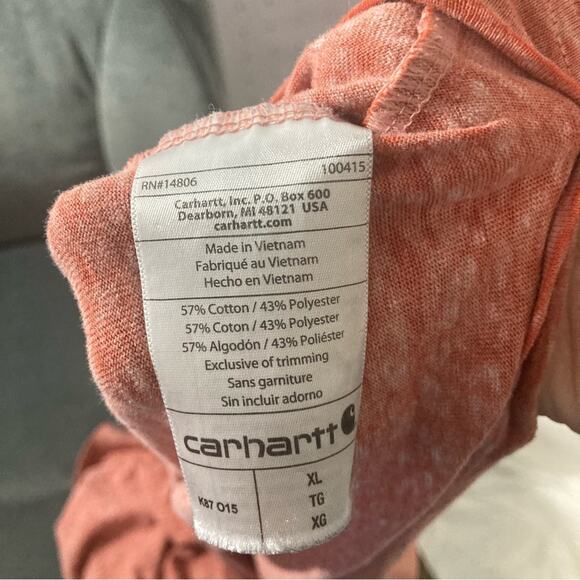 RN#14806 100415
Carhartt, Inc. P.O. Box 600
Dearborn, MI 48121 USA
carhartt.com
Made in Vietnam
Fabriqué au Vietnam
Hecho en Vietnam
57% Cotton / 43% Polyester
57% Coton / 43% Polyester
57% Algodón / 43% Poliéster
Exclusive of trimming
Sans garniture
Sin incluir adorno
carhartt
K87 O15
XL
TG
XG